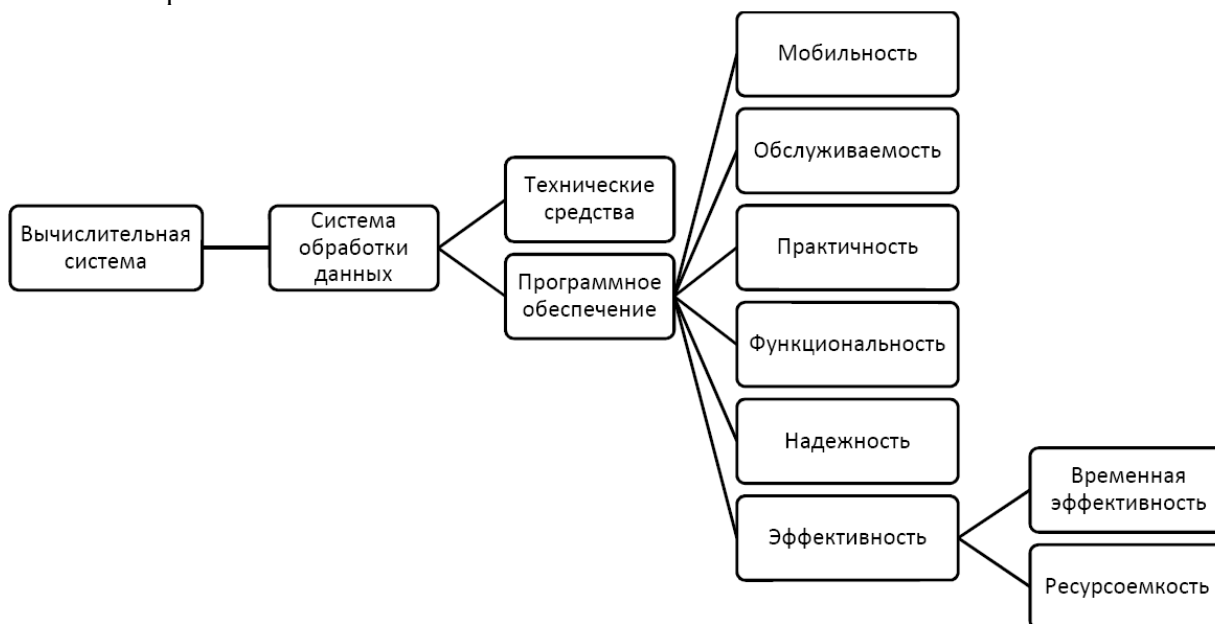 Вычислительная
система
Система
обработки
данных
Технические
средства
Программное
обеспечение
Мобильность
Обслуживаемость
Практичность
Функциональность
Надежность
Эффективность
Временная
эффективность
Ресурсоемкость